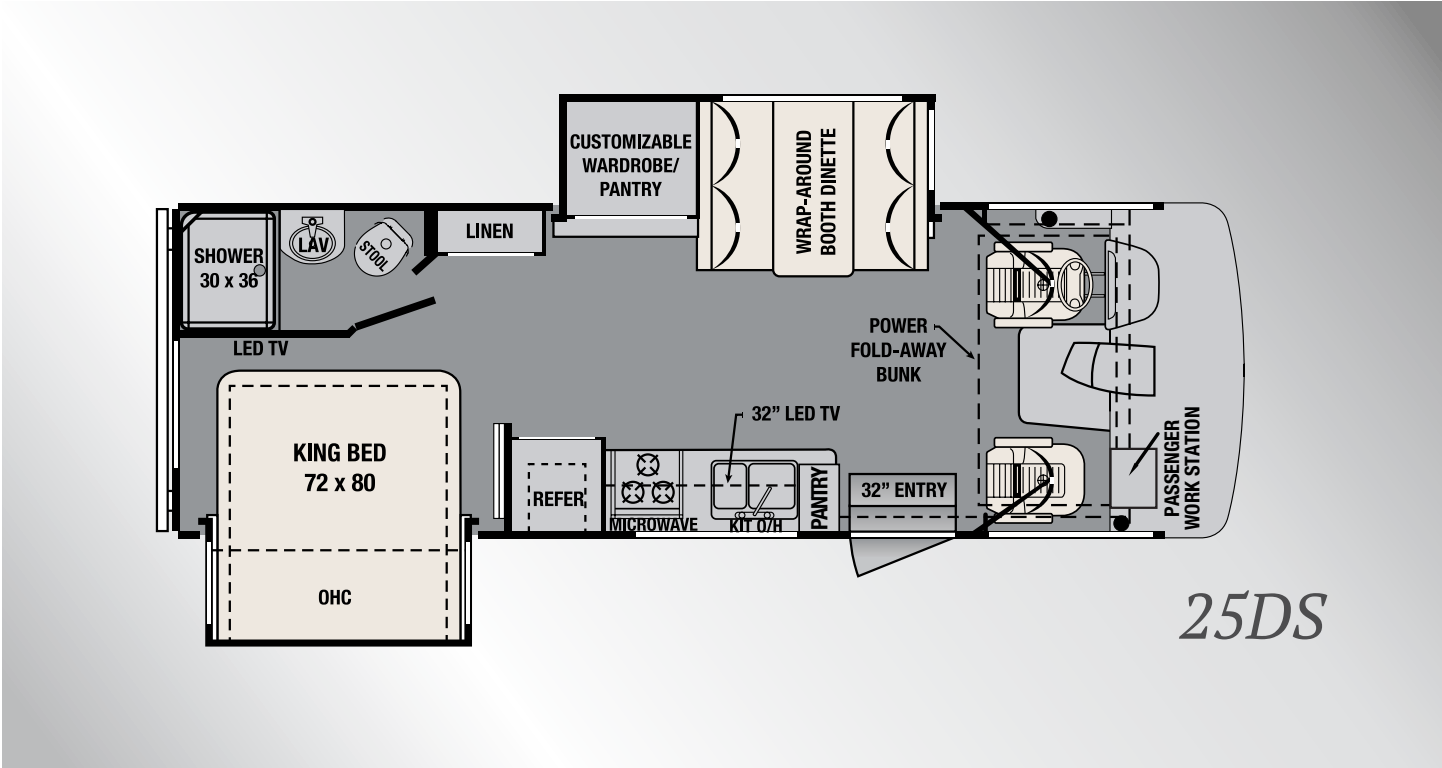 CUSTOMIZABLE
WARDROBE/
PANTRY
WRAP-AROUND
BOOTH DINETTE
SHOWER
30 x 36
LAV
STOOL
LINEN
LED TV
POWER
FOLD-AWAY
BUNK
KING BED
72 x 80
OHC
32” LED TV
REFER
MICROWAVE
KIT O/H
PANTRY
32” ENTRY
PASSENGER
WORK STATION
25DS